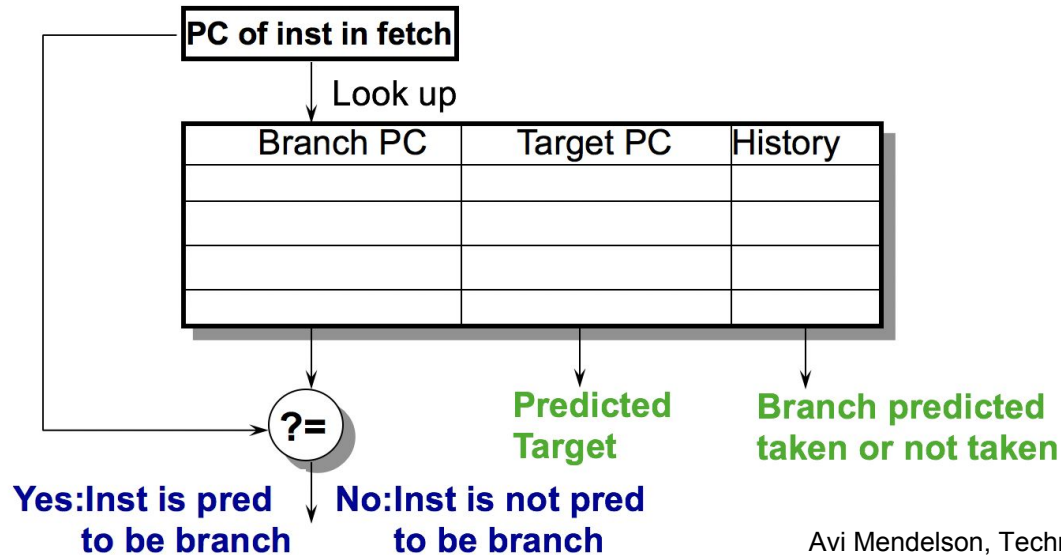 PC of inst in fetch
Look up
Branch PC Target PC History
?=
Predicted
Target
Branch predicted
taken or not taken
Yes:Inst is pred
to be branch
No:Inst is not pred
to be branch
Avi Mendelson,